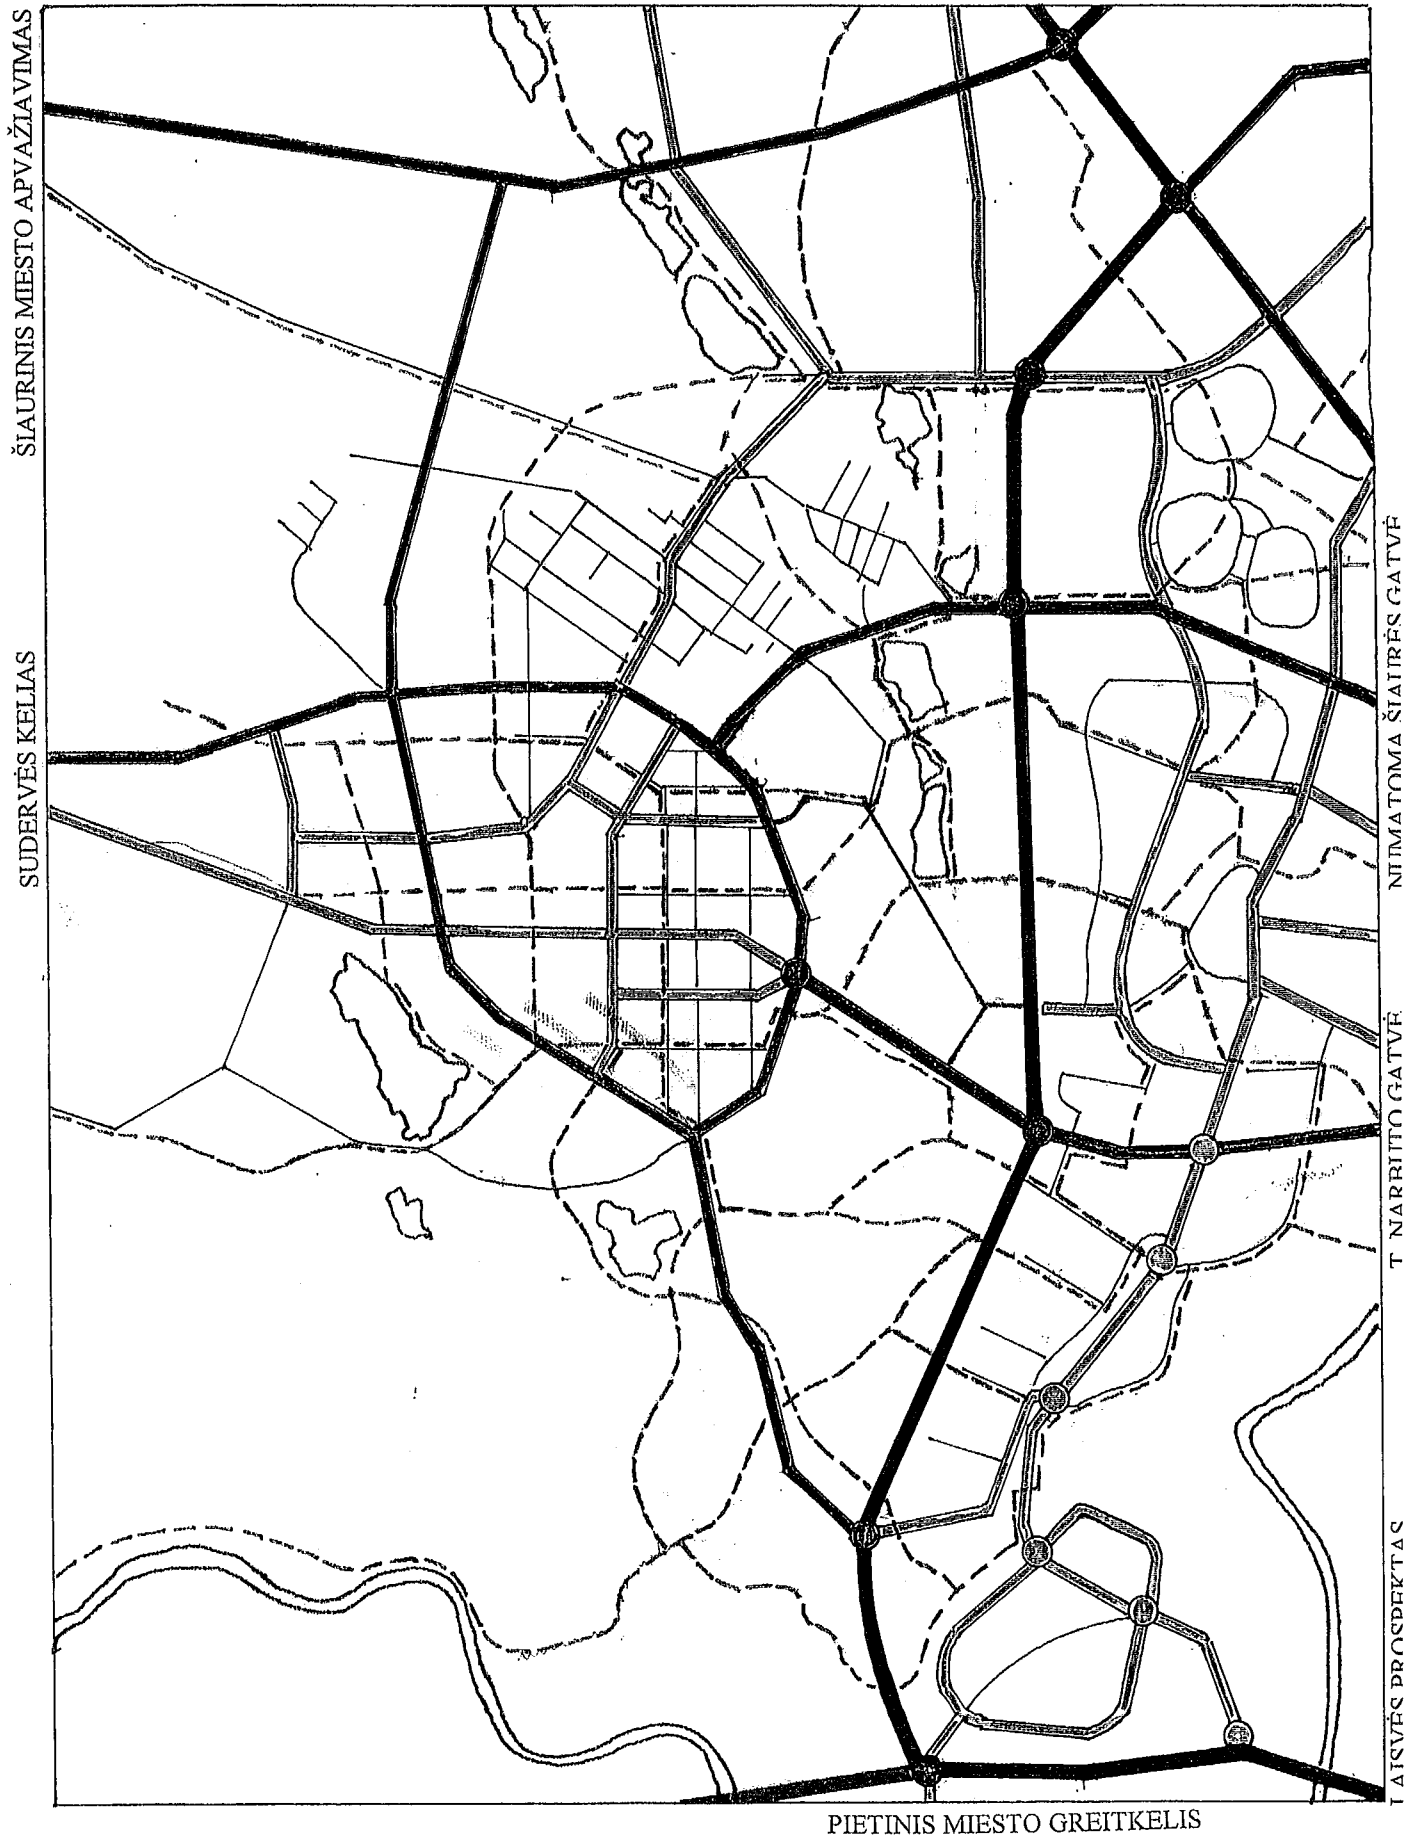 ŠIAURINIS MIESTO APVAŽIAVIMAS
SUDERVĖS KELIAS
NUMATOMA ŠIAURĖS GATVĖ
T. NARBUTO GATVĖ
LAISVĖS PROSPEKTAS
PIETINIS MIESTO GREITKELIS